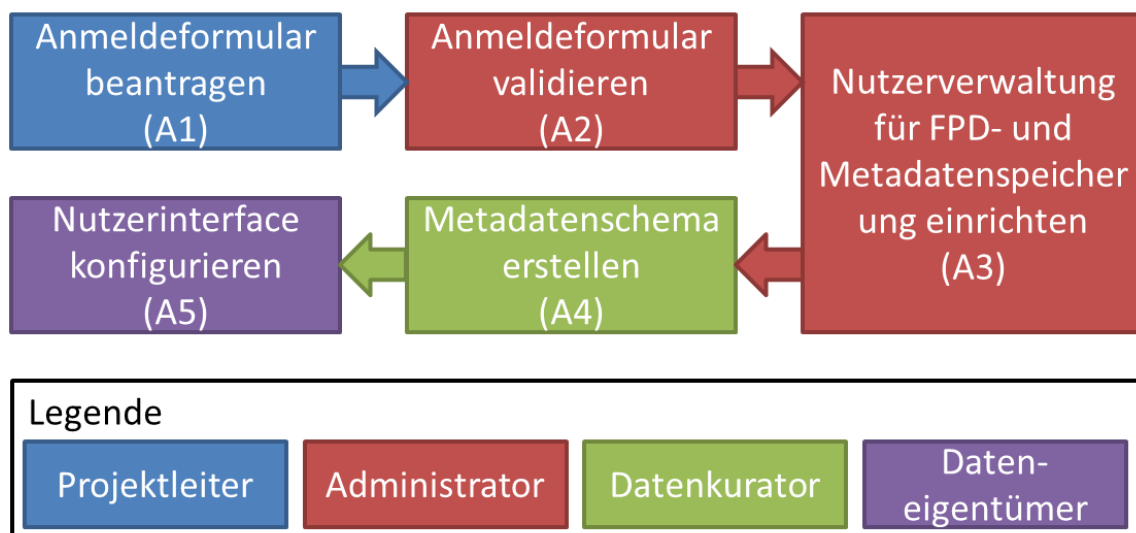 Anmeldeformular
beantragen
(A1)
Anmeldeformular
validieren
(A2)
Nutzerverwaltung
für FPD- und
Metadatenspeicher
ung einrichten
(A3)
Metadatenschema
erstellen
(A4)
Nutzerinterface
konfigurieren
(A5)
Legende
Projektleiter
Administrator
Datenkurator
Daten-
eigentümer